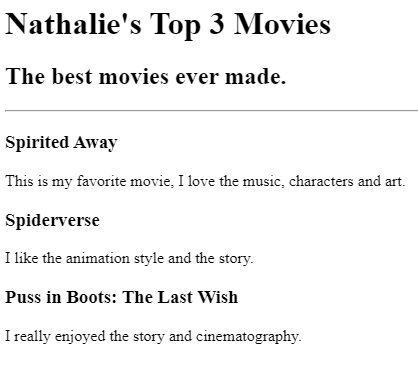 Nathalie's Top 3 Movies
The best movies ever made.
Spirited Away
This is my favorite movie, I love the music, characters and art.
Spiderverse
I like the animation style and the story.
Puss in Boots: The Last Wish
I really enjoyed the story and cinematography.